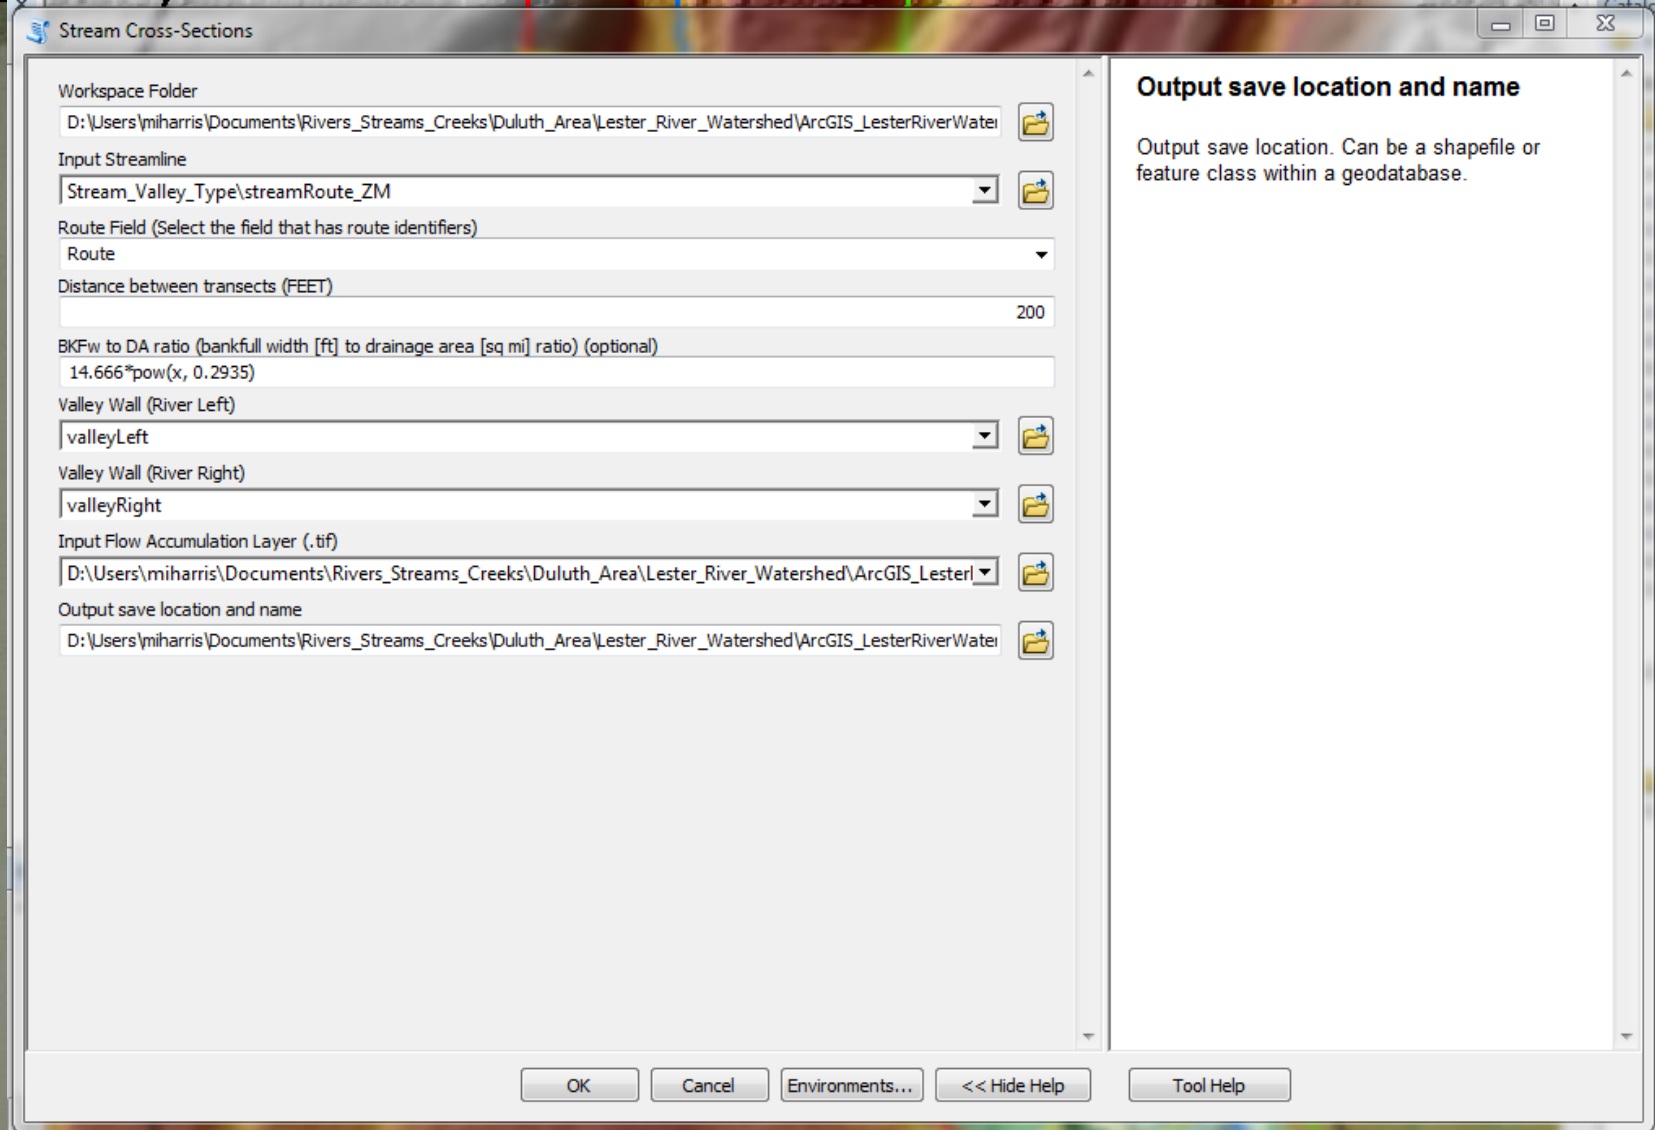 Stream Cross-Sections
Workspace Folder
D:\Users\miharris\Documents\Rivers_Streams_Creeks\Duluth_Area\Lester_River_Watershed\ArcGIS_LesterRiverWater
Input Streamline
Stream_Valley_Type\streamRoute_ZM
Route Field (Select the field that has route identifiers)
Route
Distance between transects (FEET)
200
BKFw to DA ratio (bankfull width [ft] to drainage area [sq mi] ratio) (optional)
14.666*pow(x, 0.2935)
Valley Wall (River Left)
valleyLeft
Valley Wall (River Right)
valleyRight
Input Flow Accumulation Layer (.tif)
D:\Users\miharris\Documents\Rivers_Streams_Creeks\Duluth_Area\Lester_River_Watershed\ArcGIS_Lester
Output save location and name
D:\Users\miharris\Documents\Rivers_Streams_Creeks\Duluth_Area\Lester_River_Watershed\ArcGIS_LesterRiverWater
OK
Cancel
Environments...
<< Hide Help
Output save location and name
Output save location. Can be a shapefile or
feature class within a geodatabase.
Tool Help